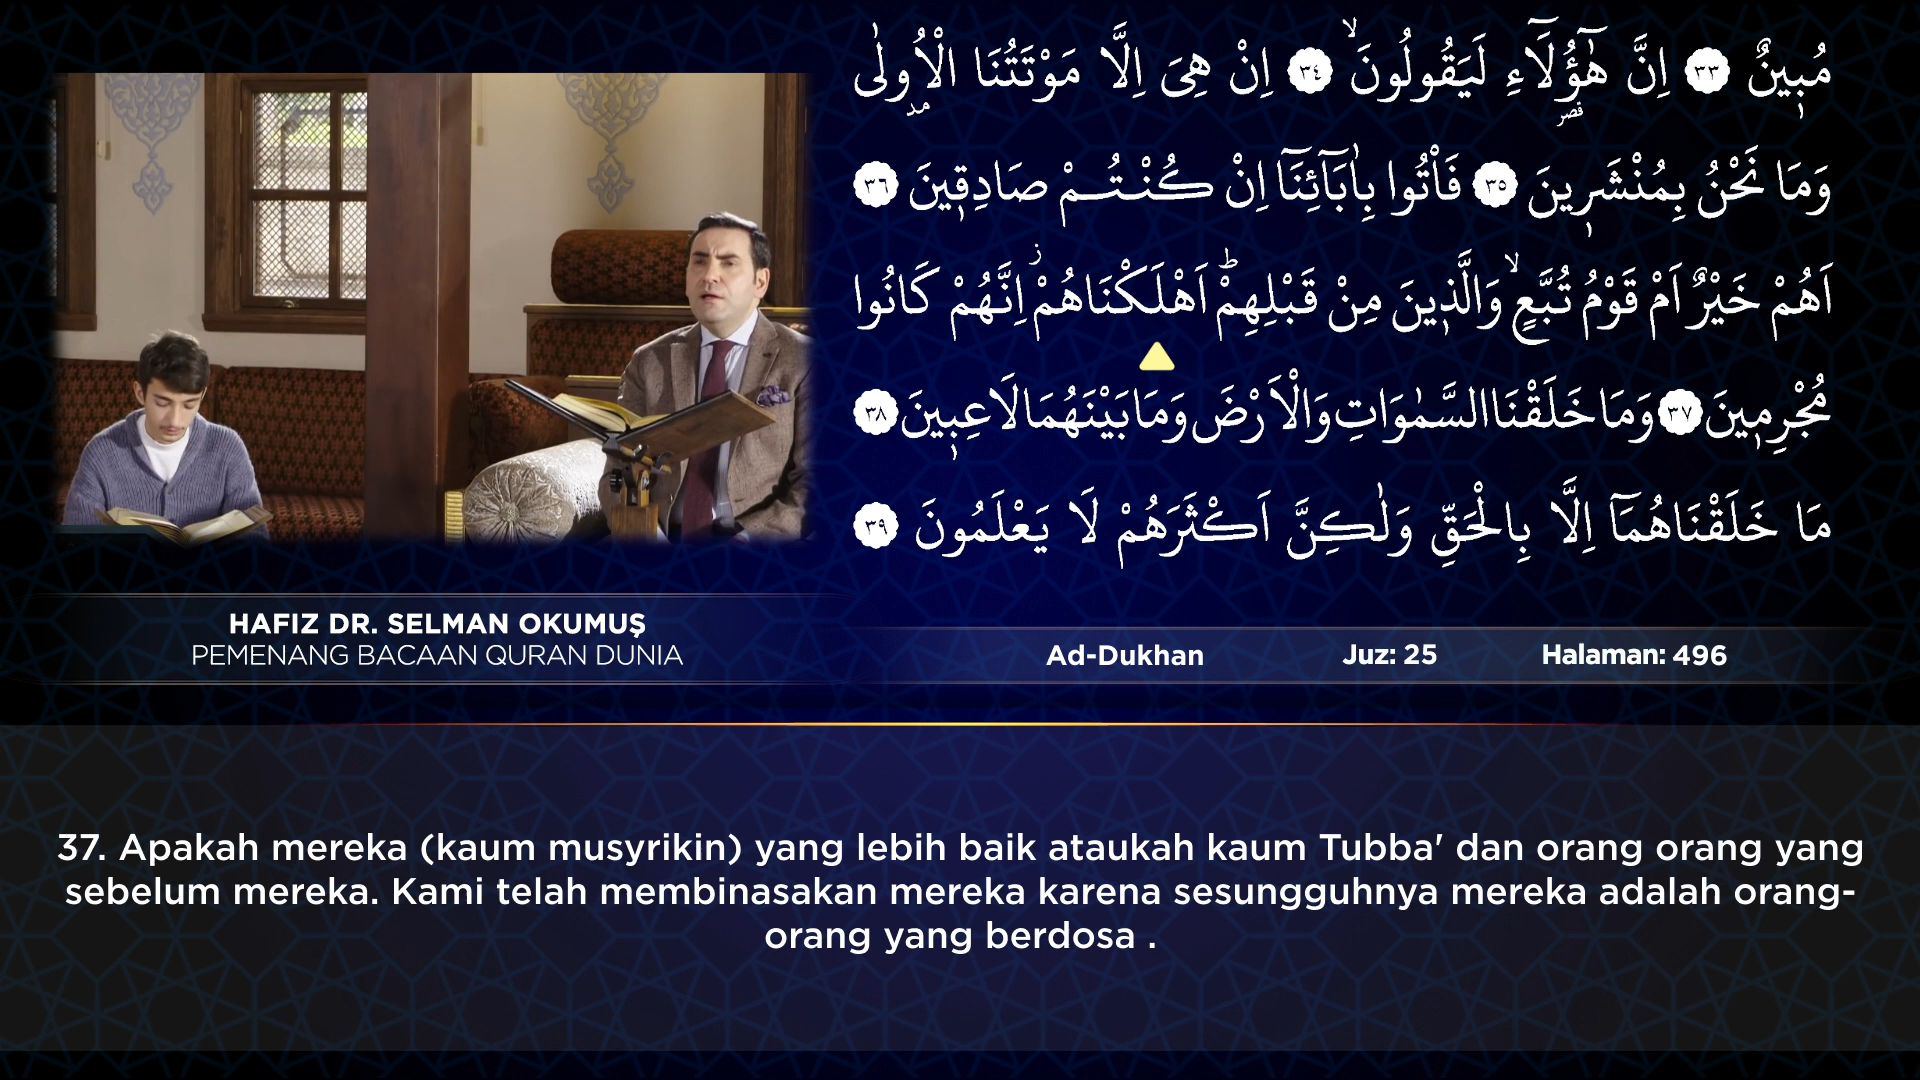 مُبٖينٌ ﴿٣٣﴾ اِنَّ هٰٓؤُ۬لَٓاءِ لَيَقُولُونَۙ ﴿٣٤﴾ اِنْ هِيَ اِلَّا مَوْتَتُنَا الْاُو۫لٰى
قصر
مد
وَمَا نَحْنُ بِمُنْشَرٖينَ ﴿٣٥﴾ فَأْتُوا بِاٰبَٓائِنَٓا اِنْ كُنْتُمْ صَادِقٖينَ ﴿٣٦﴾
اَهُمْ خَيْرٌ اَمْ قَوْمُ تُبَّعٍۙ وَالَّذٖينَ مِنْ قَبْلِهِمْؕ اَهْلَكْنَاهُمْؗ اِنَّهُمْ كَانُوا
مُجْرِمٖينَ ﴿٣٧﴾ وَمَا خَلَقْنَا السَّمٰوَاتِ وَالْاَرْضَ وَمَا بَيْنَهُمَا لَاعِبٖينَ ﴿٣٨﴾
مَا خَلَقْنَاهُمَٓا اِلَّا بِالْحَقِّ وَلٰكِنَّ اَكْثَرَهُمْ لَا يَعْلَمُونَ ﴿٣٩﴾
HAFIZ DR. SELMAN OKUMUŞ
PEMENANG BACAAN QURAN DUNIA
Ad-Dukhan Juz: 25 Halaman: 496
37. Apakah mereka (kaum musyrikin) yang lebih baik ataukah kaum Tubba' dan orang orang yang
sebelum mereka. Kami telah membinasakan mereka karena sesungguhnya mereka adalah orang-
orang yang berdosa .